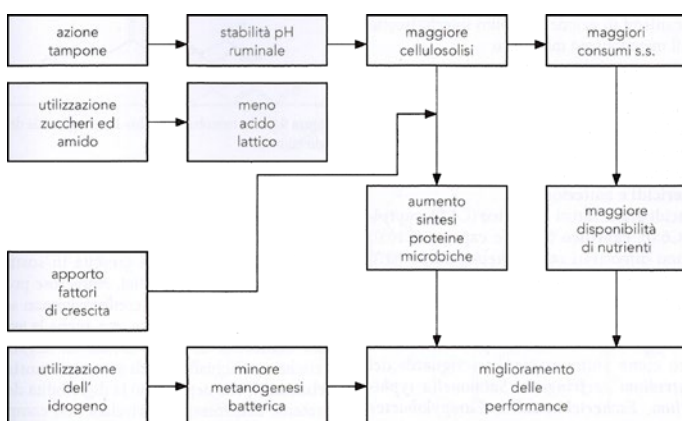 azione
tampone
stabilità pH
ruminale
maggiore
cellulosolisi
maggiori
consumi s.s.
utilizzazione
zuccheri ed
amido
meno
acido
lattico
aumento
sintesi
proteine
microbiche
maggiore
disponibilità
di nutrienti
apporto
fattori
di crescita
utilizzazione
dell'
idrogeno
minore
metanogenesi
batterica
miglioramento
delle
performance